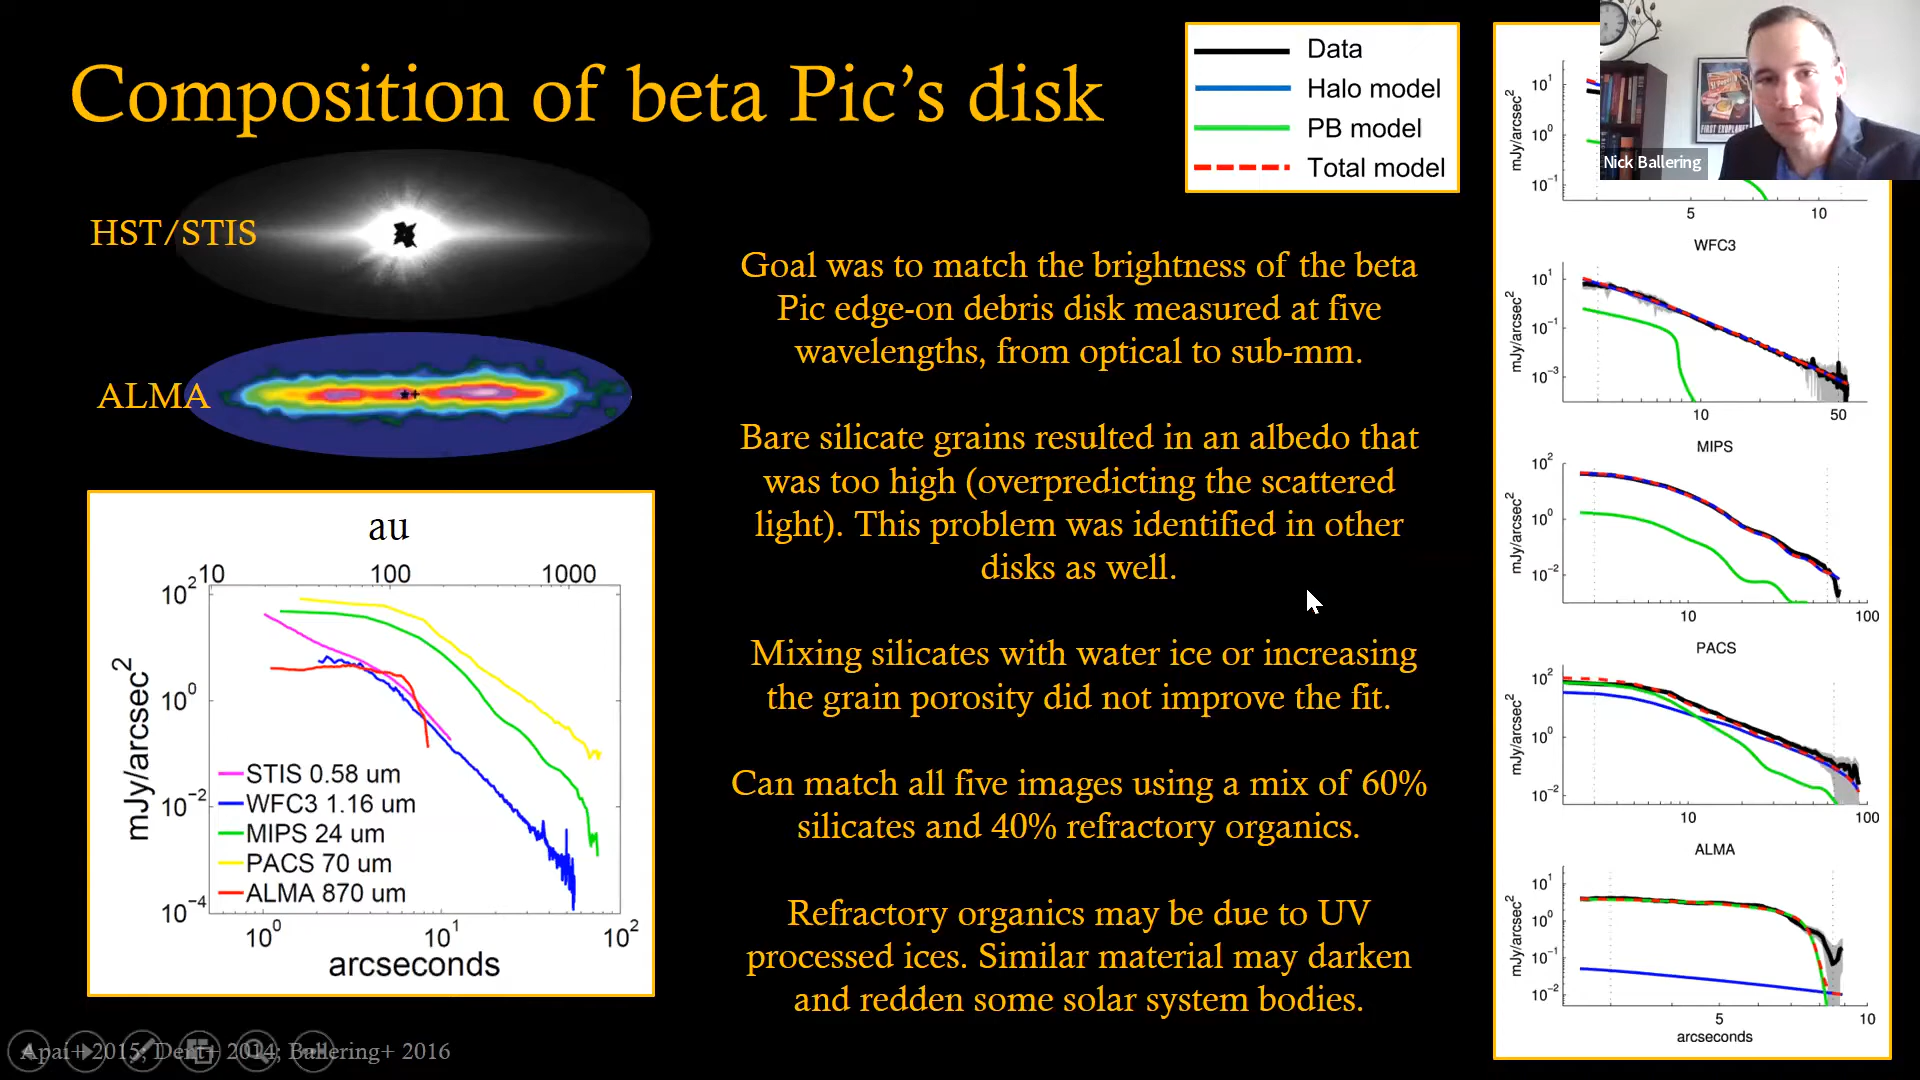 Composition of beta Pic's disk
HST/STIS
ALMA
au
10 100 1000
10²
10⁰
10⁻²
10⁻⁴
mJy/arcsec²
STIS 0.58 um
WFC3 1.16 um
MIPS 24 um
PACS 70 um
ALMA 870 um
10⁰ 10¹ 10²
arcseconds
Apai+ 2015; Dent+ 2014; Ballering+ 2016
Data
Halo model
PB model
Total model
Goal was to match the brightness of the beta
Pic edge-on debris disk measured at five
wavelengths, from optical to sub-mm.
Bare silicate grains resulted in an albedo that
was too high (overpredicting the scattered
light). This problem was identified in other
disks as well.
Mixing silicates with water ice or increasing
the grain porosity did not improve the fit.
Can match all five images using a mix of 60%
silicates and 40% refractory organics.
Refractory organics may be due to UV
processed ices. Similar material may darken
and redden some solar system bodies.
FIRST EXOPLANET
Nick Ballering
mJy/arcsec²
10¹
10⁰
10⁻¹
5 10
WFC3
mJy/arcsec²
10¹
10⁻¹
10⁻³
10 50
MIPS
mJy/arcsec²
10²
10⁰
10⁻²
10 100
PACS
mJy/arcsec²
10²
10⁰
10⁻²
10 100
ALMA
mJy/arcsec²
10¹
10⁰
10⁻¹
10⁻²
5 10
arcseconds